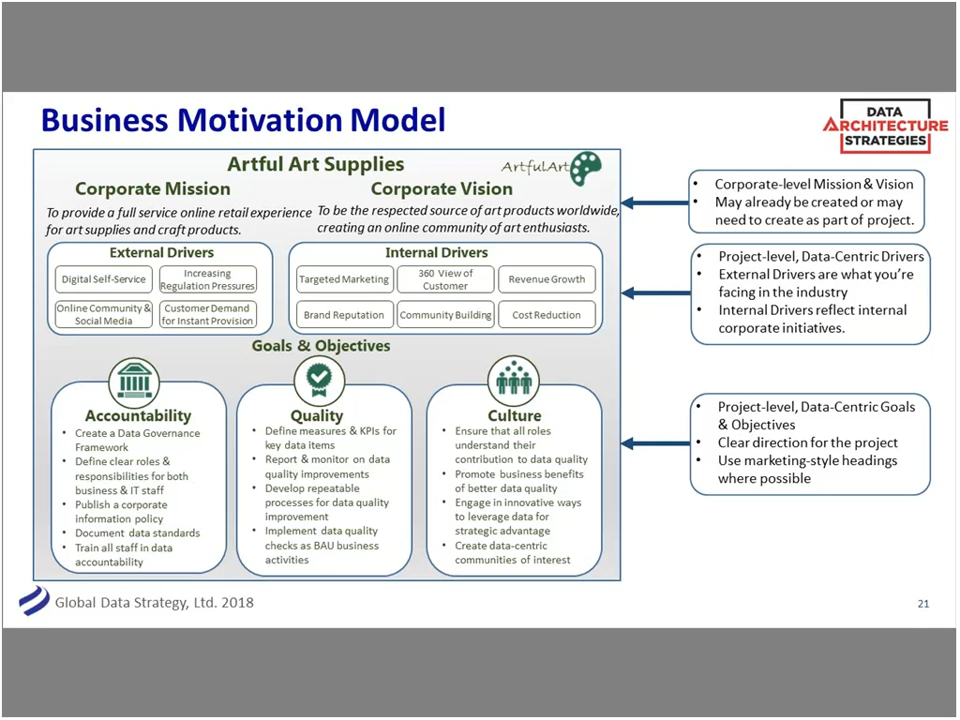 Business Motivation Model
DATA
ARCHITECTURE
STRATEGIES
Artful Art Supplies
ArtfulArt
Corporate Mission
To provide a full service online retail experience
for art supplies and craft products.
Corporate Vision
To be the respected source of art products worldwide,
creating an online community of art enthusiasts.
External Drivers
Digital Self-Service
Increasing
Regulation Pressures
Online Community &
Social Media
Customer Demand
for Instant Provision
Internal Drivers
Targeted Marketing
360 View of
Customer
Revenue Growth
Brand Reputation
Community Building
Cost Reduction
Goals & Objectives
Accountability
• Create a Data Governance
Framework
• Define clear roles &
responsibilities for both
business & IT staff
• Publish a corporate
information policy
• Document data standards
• Train all staff in data
accountability
Quality
• Define measures & KPIs for
key data items
• Report & monitor on data
quality improvements
• Develop repeatable
processes for data quality
improvement
• Implement data quality
checks as BAU business
activities
Culture
• Ensure that all roles
understand their
contribution to data quality
• Promote business benefits
of better data quality
• Engage in innovative ways
to leverage data for
strategic advantage
• Create data-centric
communities of interest
• Corporate-level Mission & Vision
• May already be created or may
need to create as part of project.
• Project-level, Data-Centric Drivers
• External Drivers are what you're
facing in the industry
• Internal Drivers reflect internal
corporate initiatives.
• Project-level, Data-Centric Goals
& Objectives
• Clear direction for the project
• Use marketing-style headings
where possible
Global Data Strategy, Ltd. 2018
21